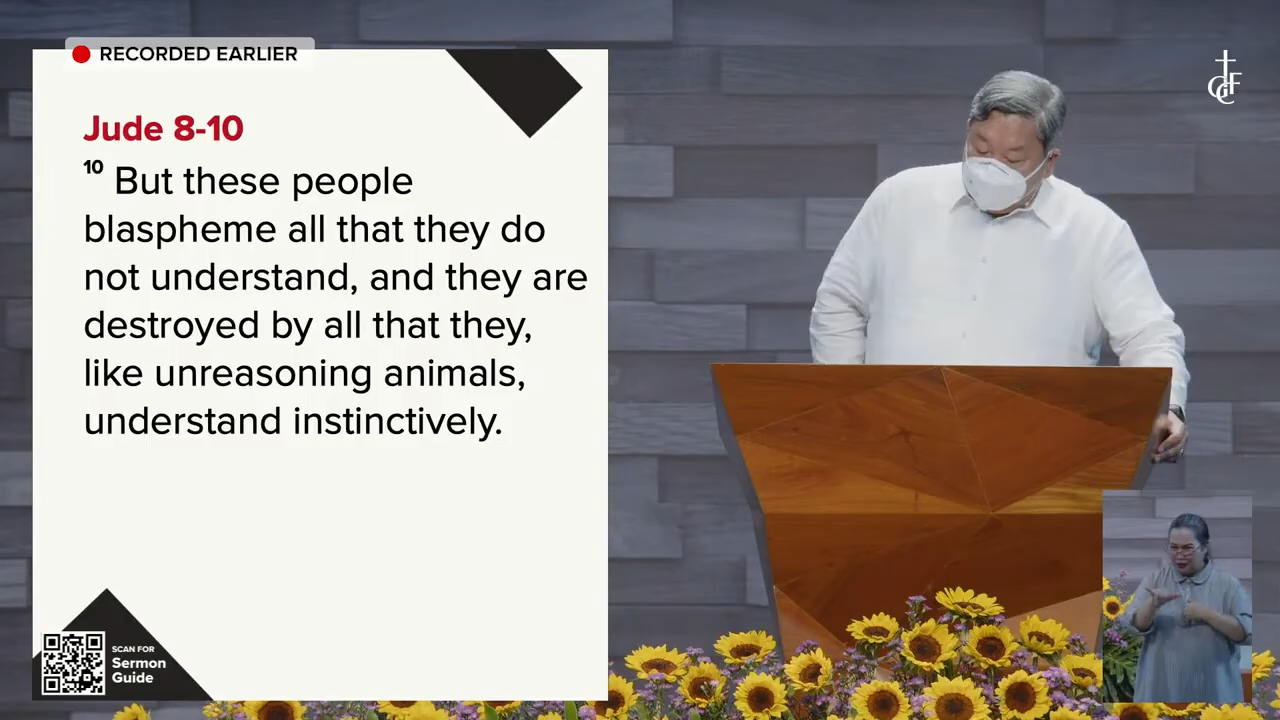 RECORDED EARLIER
Jude 8-10
10 But these people
blaspheme all that they do
not understand, and they are
destroyed by all that they,
like unreasoning animals,
understand instinctively.
SCAN FOR
Sermon
Guide